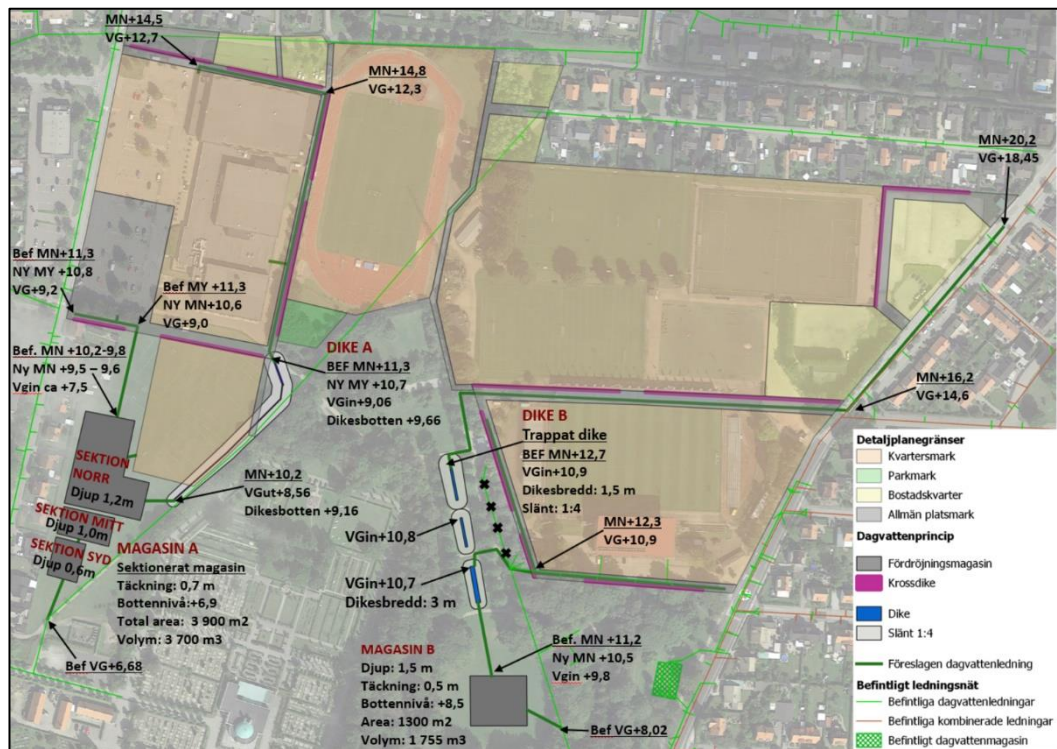 MN+14,5
VG+12,7
MN+14,8
VG+12,3
MN+20,2
VG+18,45
Bef MN+11,3
NY MY +10,8
VG+9,2
Bef MY +11,3
NY MN+10,6
VG+9,0
Bef. MN +10,2-9,8
Ny MN +9,5 – 9,6
Vgin ca +7,5
DIKE A
BEF MN+11,3
NY MY +10,7
VGin+9,06
Dikesbotten +9,66
MN+16,2
VG+14,6
DIKE B
Trappat dike
BEF MN+12,7
VGin+10,9
Dikesbredd: 1,5 m
Slänt: 1:4
SEKTION
NORR
Djup 1,2m
SEKTION MITT
Djup 1,0m
SEKTION SYD
Djup 0,6m
MN+10,2
VGut+8,56
Dikesbotten +9,16
VGin+10,8
MN+12,3
VG+10,9
MAGASIN A
Sektionerat magasin
Täckning: 0,7 m
Bottennivå:+6,9
Total area: 3 900 m2
Volym: 3 700 m3
VGin+10,7
Dikesbredd: 3 m
Bef VG+6,68
MAGASIN B
Djup: 1,5 m
Täckning: 0,5 m
Bottennivå: +8,5
Area: 1300 m2
Volym: 1 755 m3
Bef. MN +11,2
Ny MN +10,5
Vgin +9,8
Bef VG+8,02
Detaljplanegränser
Kvartersmark
Parkmark
Bostadskvarter
Allmän platsmark
Dagvattenprincip
Fördröjningsmagasin
Krossdike
Dike
Slänt 1:4
Föreslagen dagvattenledning
Befintligt ledningsnät
Befintliga dagvattenledningar
Befintliga kombinerade ledningar
Befintligt dagvattenmagasin